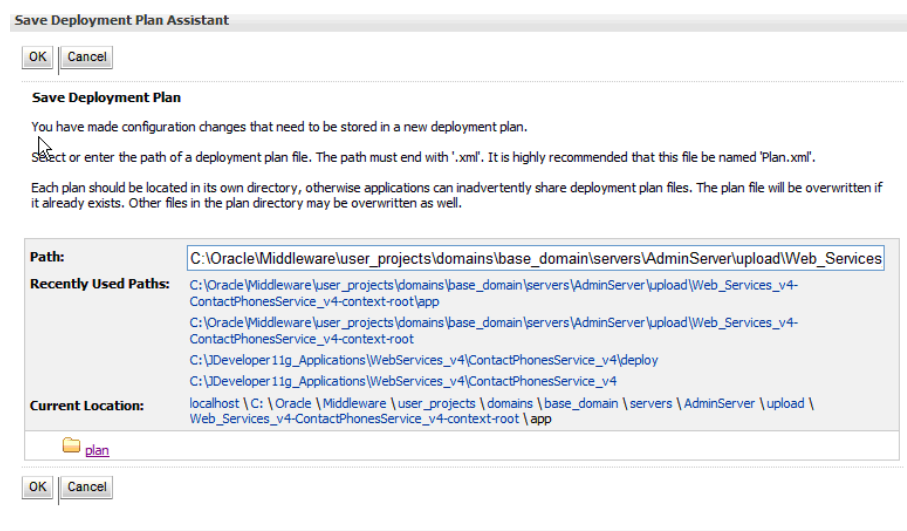 Save Deployment Plan Assistant
OK Cancel
Save Deployment Plan
You have made configuration changes that need to be stored in a new deployment plan.
Select or enter the path of a deployment plan file. The path must end with '.xml'. It is highly recommended that this file be named 'Plan.xml'.
Each plan should be located in its own directory, otherwise applications can inadvertently share deployment plan files. The plan file will be overwritten if
it already exists. Other files in the plan directory may be overwritten as well.
Path: C:\Oracle\Middleware\user_projects\domains\base_domain\servers\AdminServer\upload\Web_Services
Recently Used Paths: C:\Oracle\Middleware\user_projects\domains\base_domain\servers\AdminServer\upload\Web_Services_v4-
ContactPhonesService_v4-context-root\app
C:\Oracle\Middleware\user_projects\domains\base_domain\servers\AdminServer\upload\Web_Services_v4-
ContactPhonesService_v4-context-root
C:\JDeveloper11g_Applications\WebServices_v4\ContactPhonesService_v4\deploy
C:\JDeveloper11g_Applications\WebServices_v4\ContactPhonesService_v4
Current Location: localhost \ C: \ Oracle \ Middleware \ user_projects \ domains \ base_domain \ servers \ AdminServer \ upload \
Web_Services_v4-ContactPhonesService_v4-context-root \ app
plan
OK Cancel